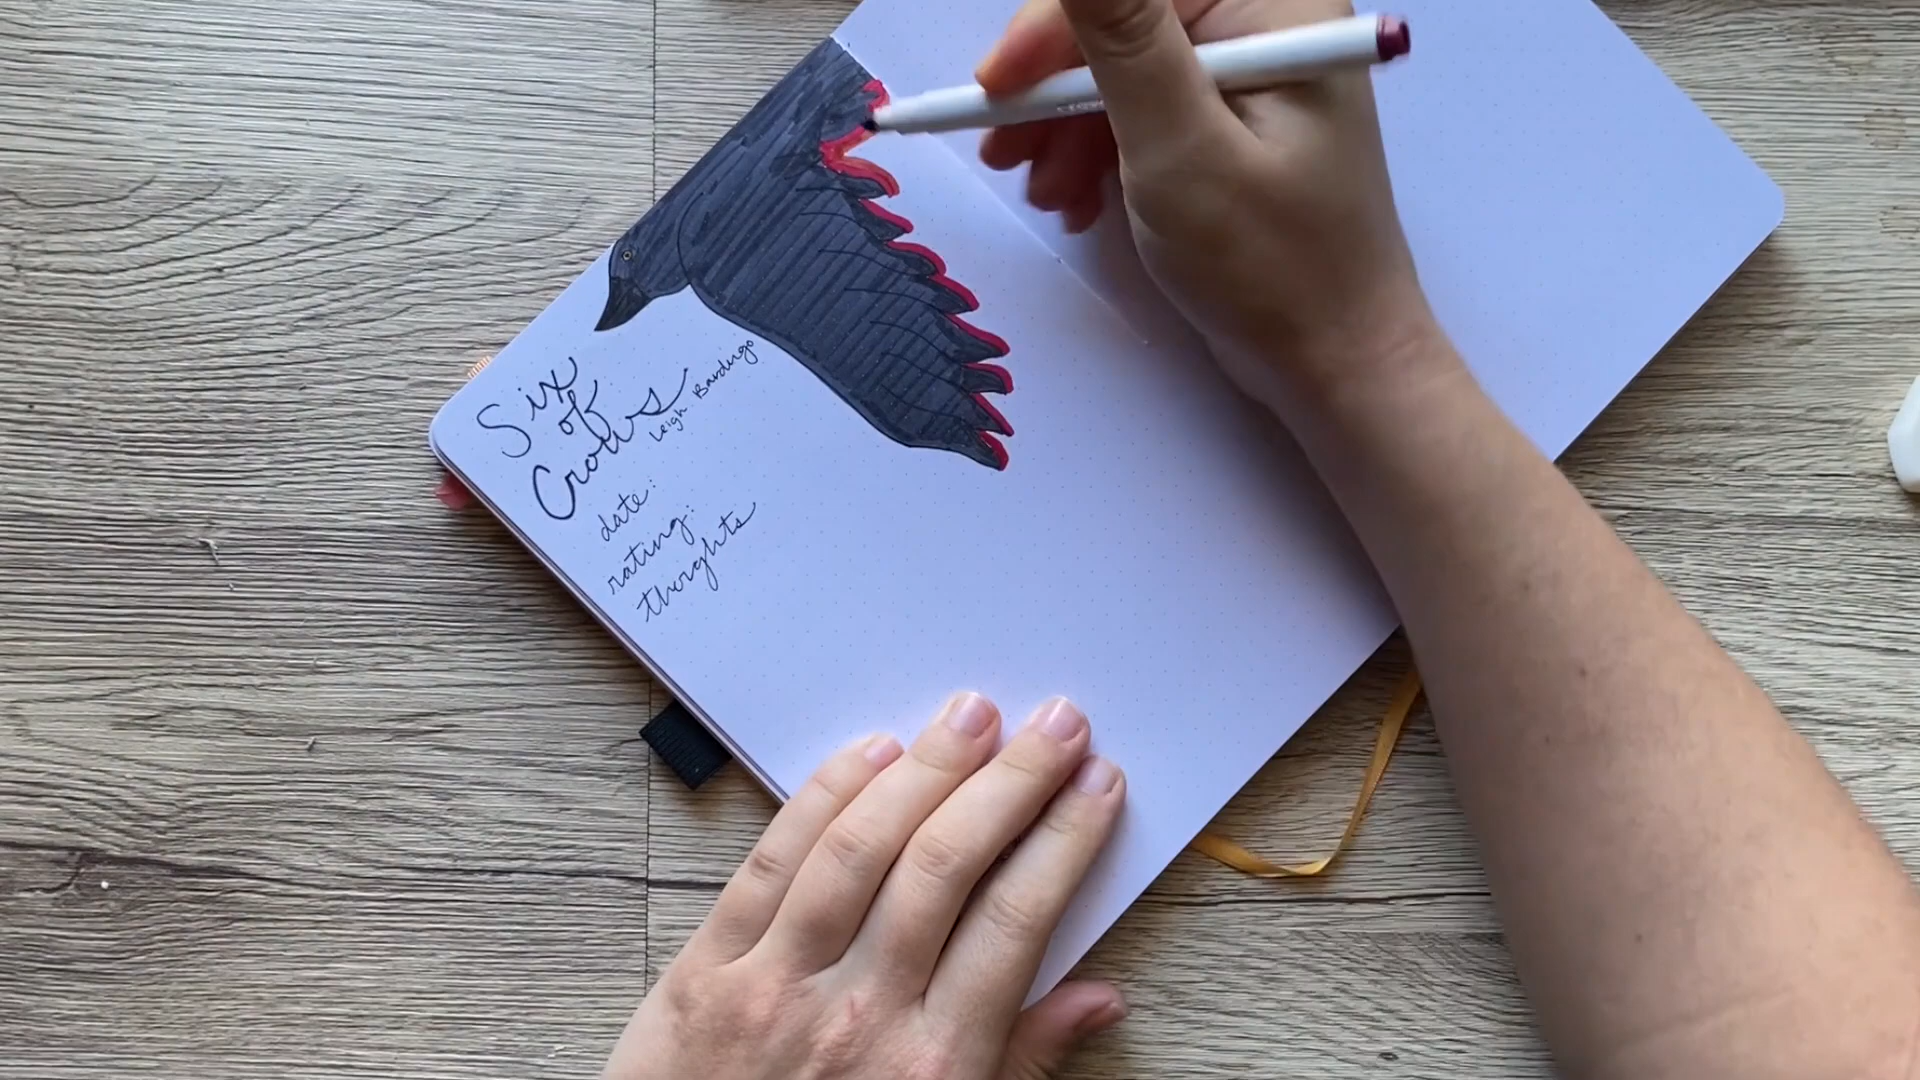 Six
of
Crows
Leigh Bardugo
date:
rating:
thoughts